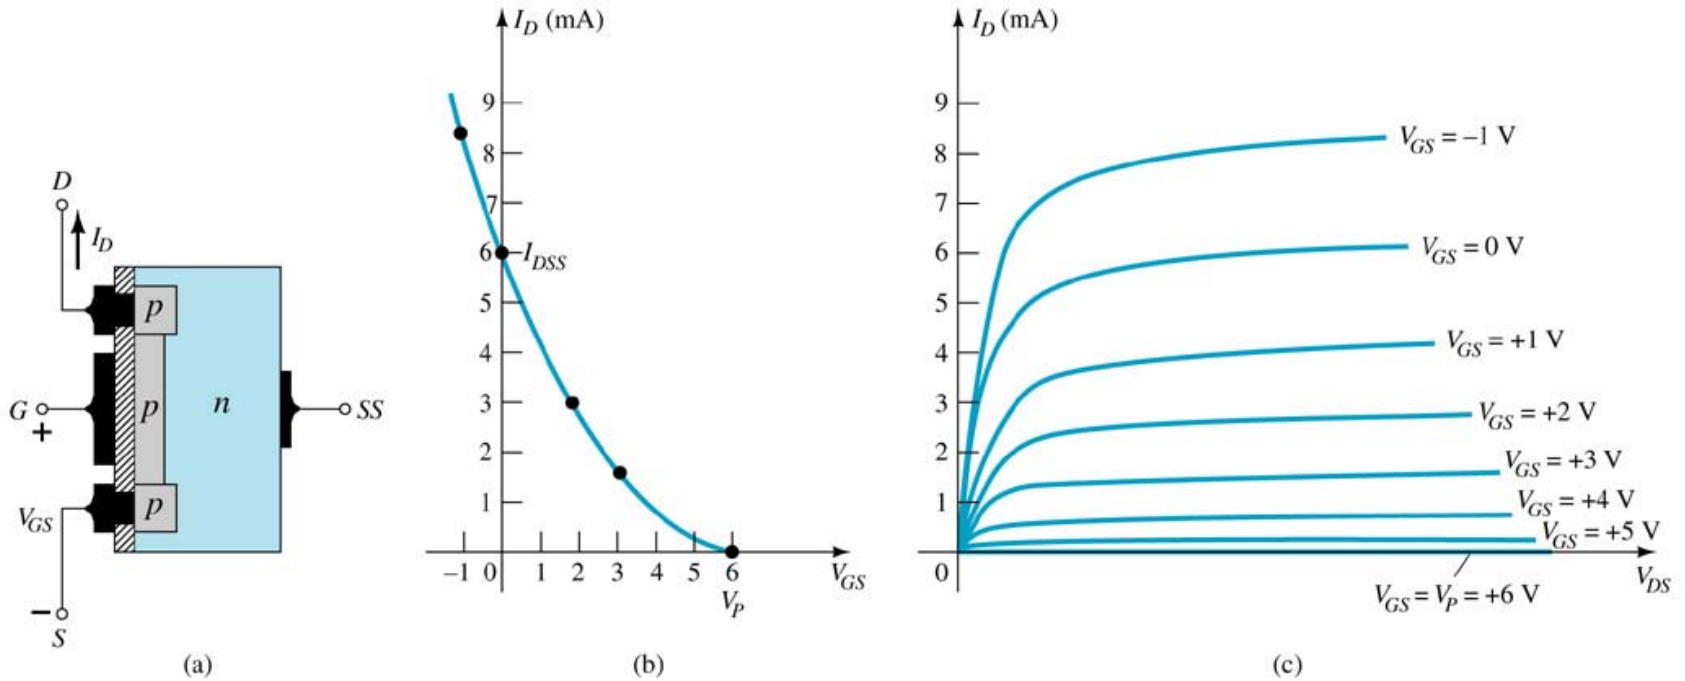 D
I_D
p
G
+
p
n
SS
V_GS
p
−
S
(a)
I_D (mA)
9
8
7
6
I_DSS
5
4
3
2
1
−1 0 1 2 3 4 5 6
V_GS
V_P
(b)
I_D (mA)
9
8
7
6
5
4
3
2
1
0
V_GS = −1 V
V_GS = 0 V
V_GS = +1 V
V_GS = +2 V
V_GS = +3 V
V_GS = +4 V
V_GS = +5 V
V_DS
V_GS = V_P = +6 V
(c)